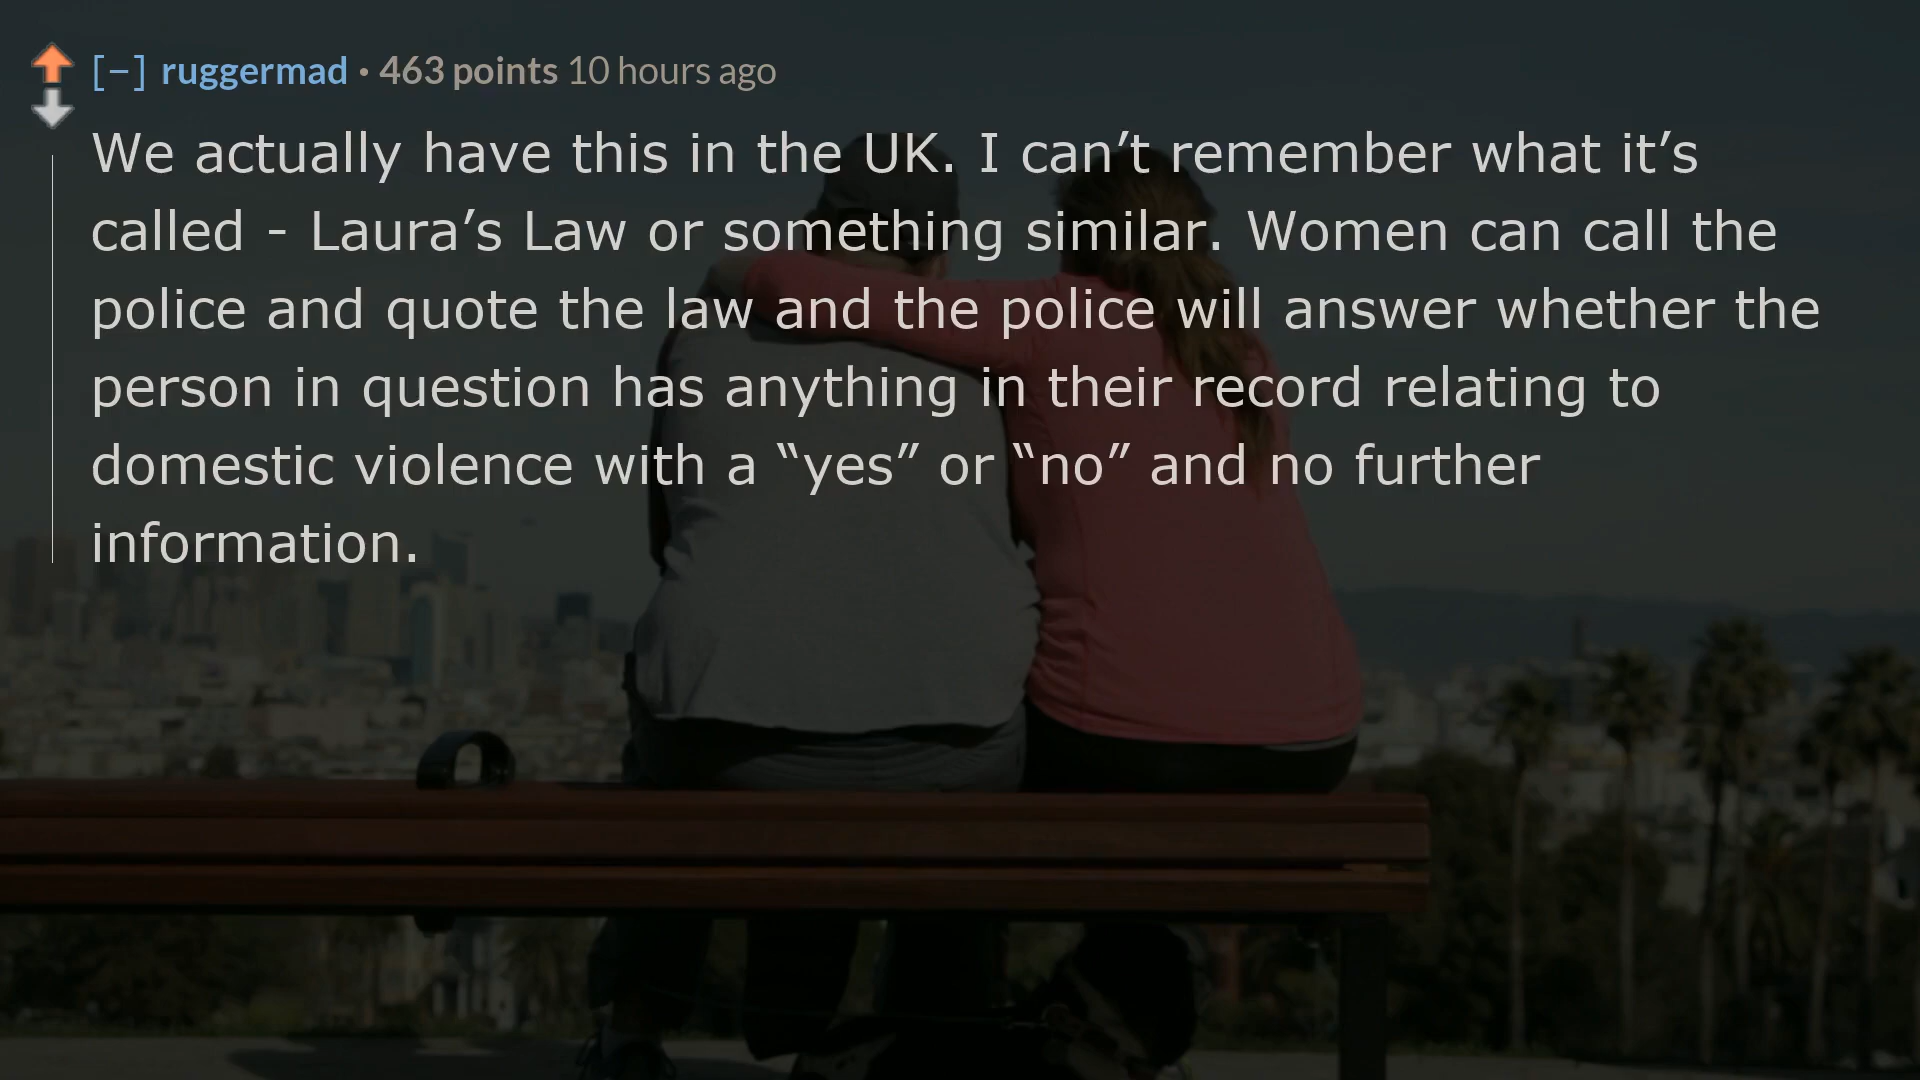 [–] ruggermad · 463 points 10 hours ago
We actually have this in the UK. I can’t remember what it’s
called - Laura’s Law or something similar. Women can call the
police and quote the law and the police will answer whether the
person in question has anything in their record relating to
domestic violence with a “yes” or “no” and no further
information.